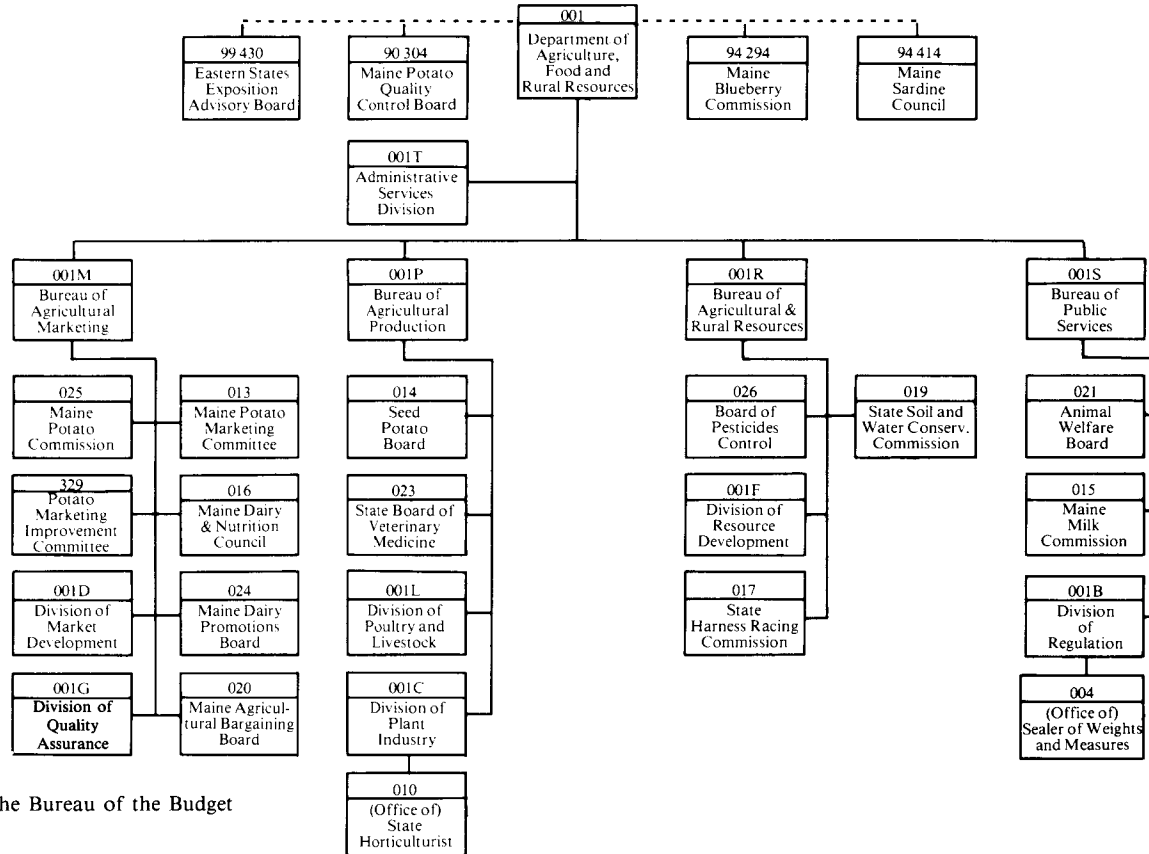 001
Department of
Agriculture,
Food and
Rural Resources
99 430
Eastern States
Exposition
Advisory Board
90 304
Maine Potato
Quality
Control Board
94 294
Maine
Blueberry
Commission
94 414
Maine
Sardine
Council
001T
Administrative
Services
Division
001M
Bureau of
Agricultural
Marketing
001P
Bureau of
Agricultural
Production
001R
Bureau of
Agricultural &
Rural Resources
001S
Bureau of
Public
Services
025
Maine
Potato
Commission
013
Maine Potato
Marketing
Committee
329
Potato
Marketing
Improvement
Committee
016
Maine Dairy
& Nutrition
Council
001D
Division of
Market
Development
024
Maine Dairy
Promotions
Board
001G
Division of
Quality
Assurance
020
Maine Agricul-
tural Bargaining
Board
014
Seed
Potato
Board
023
State Board of
Veterinary
Medicine
001L
Division of
Poultry and
Livestock
001C
Division of
Plant
Industry
010
(Office of)
State
Horticulturist
026
Board of
Pesticides
Control
019
State Soil and
Water Conserv.
Commission
001F
Division of
Resource
Development
017
State
Harness Racing
Commission
021
Animal
Welfare
Board
015
Maine
Milk
Commission
001B
Division
of
Regulation
004
(Office of)
Sealer of Weights
and Measures
he Bureau of the Budget